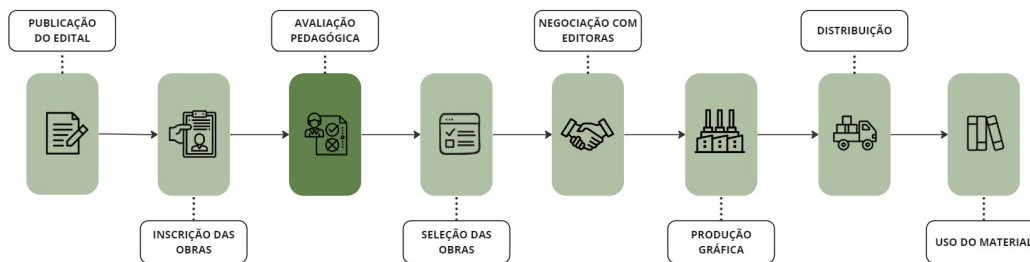 PUBLICAÇÃO
DO EDITAL
AVALIAÇÃO
PEDAGÓGICA
NEGOCIAÇÃO COM
EDITORAS
DISTRIBUIÇÃO
INSCRIÇÃO DAS
OBRAS
SELEÇÃO DAS
OBRAS
PRODUÇÃO
GRÁFICA
USO DO MATERIAL